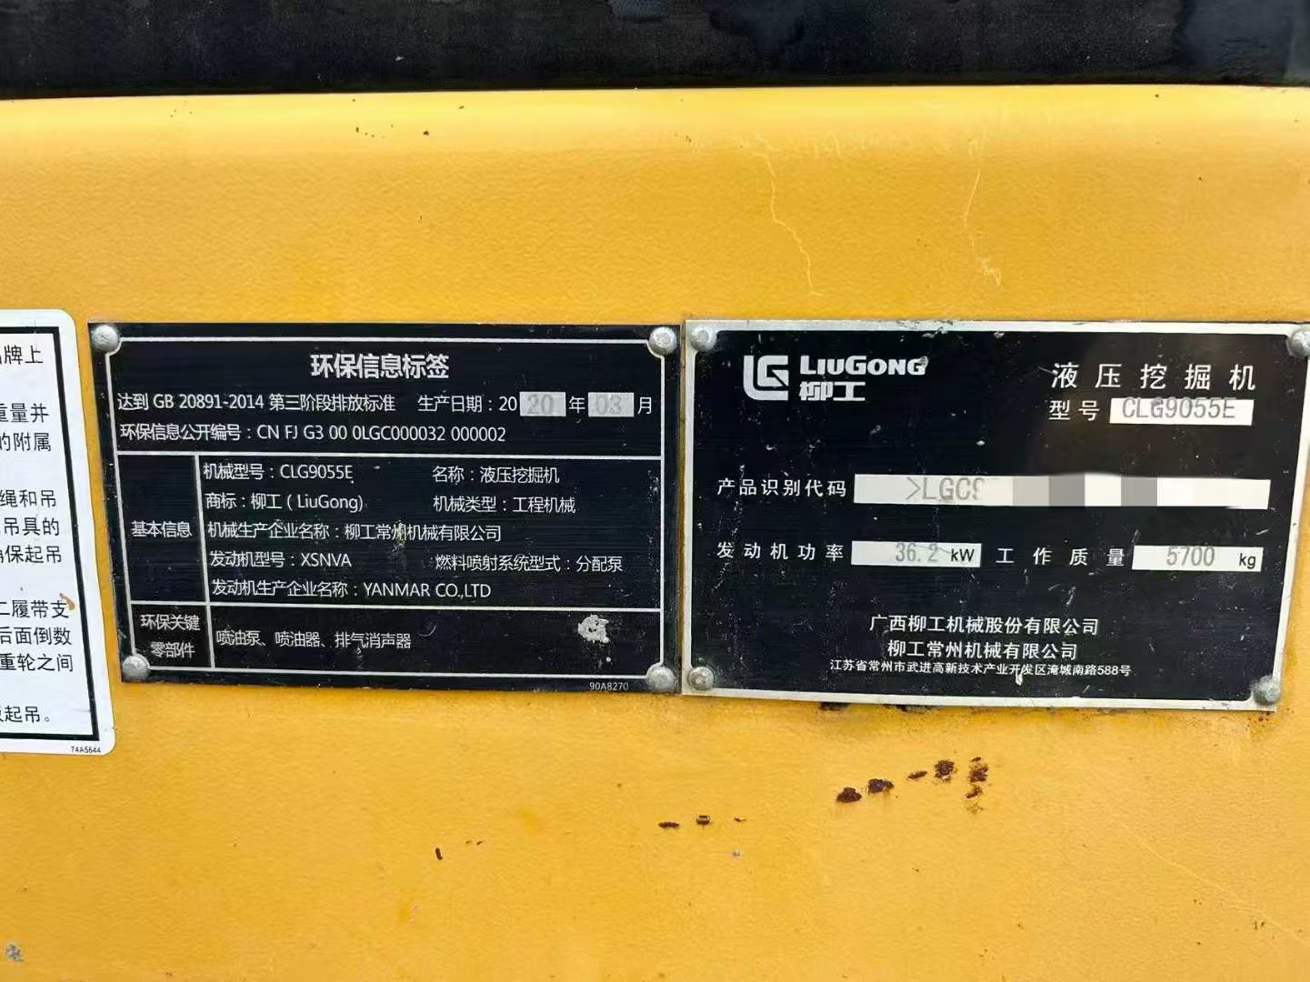 牌上
重量并
的附属
绳和吊
吊具的
确保起吊
二履带支
后面倒数
重轮之间
起吊。
74A5644
环保信息标签
达到 GB 20891-2014 第三阶段排放标准 生产日期：20 20 年 03 月
环保信息公开编号：CN FJ G3 00 0LGC000032 000002
基本信息
机械型号：CLG9055E 名称：液压挖掘机
商标：柳工（LiuGong） 机械类型：工程机械
机械生产企业名称：柳工常州机械有限公司
发动机型号：XSNVA 燃料喷射系统型式：分配泵
发动机生产企业名称：YANMAR CO.,LTD
环保关键
零部件
喷油泵、喷油器、排气消声器
90A8270
LG LIUGONG
柳工
液压挖掘机
型号 CLG9055E
产品识别代码 >LGC9
发动机功率 36.2 kW 工作质量 5700 kg
广西柳工机械股份有限公司
柳工常州机械有限公司
江苏省常州市武进高新技术产业开发区淹城南路588号